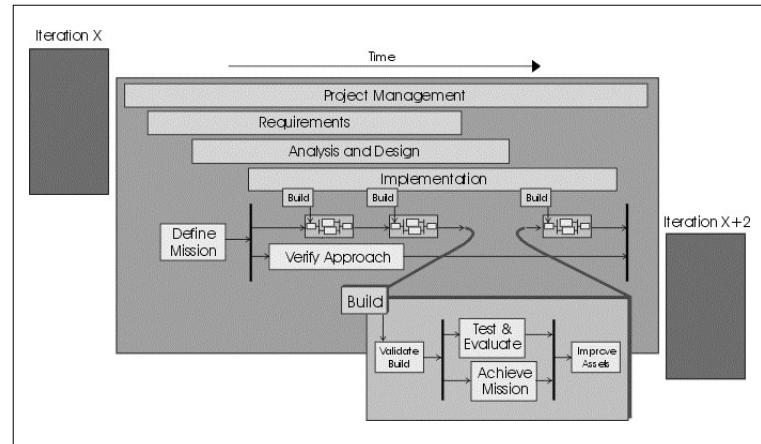 Iteration X
Time
Project Management
Requirements
Analysis and Design
Implementation
Build
Build
Build
Define
Mission
Verify Approach
Iteration X+2
Build
Validate
Build
Test &
Evaluate
Achieve
Mission
Improve
Assets